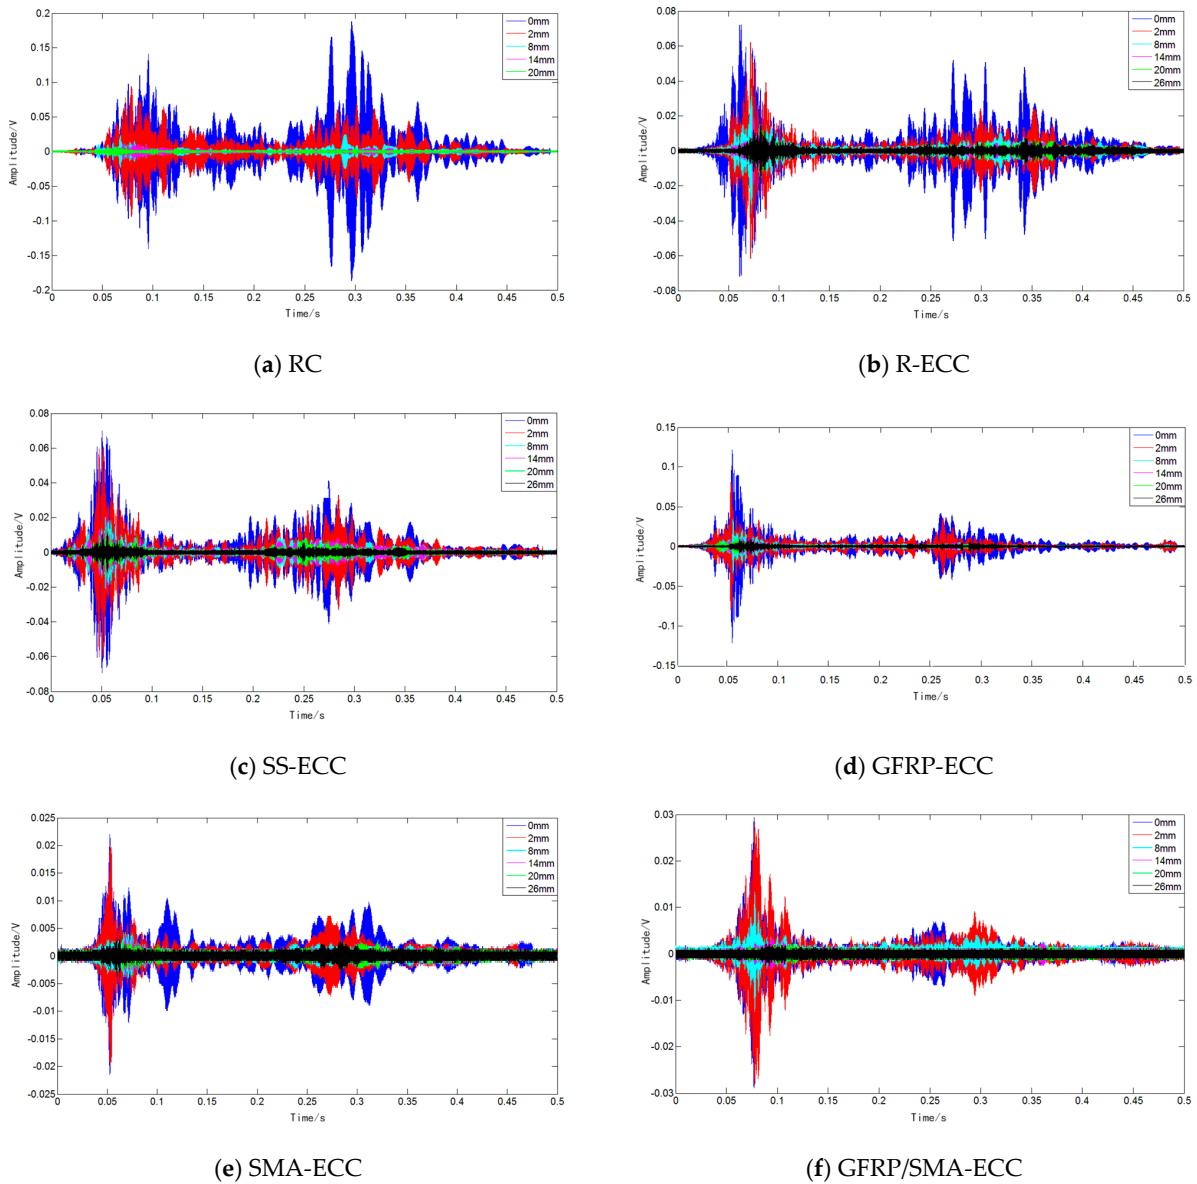 0.2
0.15
0.1
0.05
0
-0.05
-0.1
-0.15
-0.2
Amplitude/V
0 0.05 0.1 0.15 0.2 0.25 0.3 0.35 0.4 0.45 0.5
Time/s
0mm
2mm
8mm
14mm
20mm
(a) RC
0.08
0.06
0.04
0.02
0
-0.02
-0.04
-0.06
-0.08
Amplitude/V
0 0.05 0.1 0.15 0.2 0.25 0.3 0.35 0.4 0.45 0.5
Time/s
0mm
2mm
8mm
14mm
20mm
26mm
(b) R-ECC
0.08
0.06
0.04
0.02
0
-0.02
-0.04
-0.06
-0.08
Amplitude/V
0 0.05 0.1 0.15 0.2 0.25 0.3 0.35 0.4 0.45 0.5
Time/s
0mm
2mm
8mm
14mm
20mm
26mm
(c) SS-ECC
0.15
0.1
0.05
0
-0.05
-0.1
-0.15
Amplitude/V
0 0.05 0.1 0.15 0.2 0.25 0.3 0.35 0.4 0.45 0.5
Time/s
0mm
2mm
8mm
14mm
20mm
26mm
(d) GFRP-ECC
0.025
0.02
0.015
0.01
0.005
0
-0.005
-0.01
-0.015
-0.02
-0.025
Amplitude/V
0 0.05 0.1 0.15 0.2 0.25 0.3 0.35 0.4 0.45 0.5
Time/s
0mm
2mm
8mm
14mm
20mm
26mm
(e) SMA-ECC
0.03
0.02
0.01
0
-0.01
-0.02
-0.03
Amplitude/V
0 0.05 0.1 0.15 0.2 0.25 0.3 0.35 0.4 0.45 0.5
Time/s
0mm
2mm
8mm
14mm
20mm
26mm
(f) GFRP/SMA-ECC